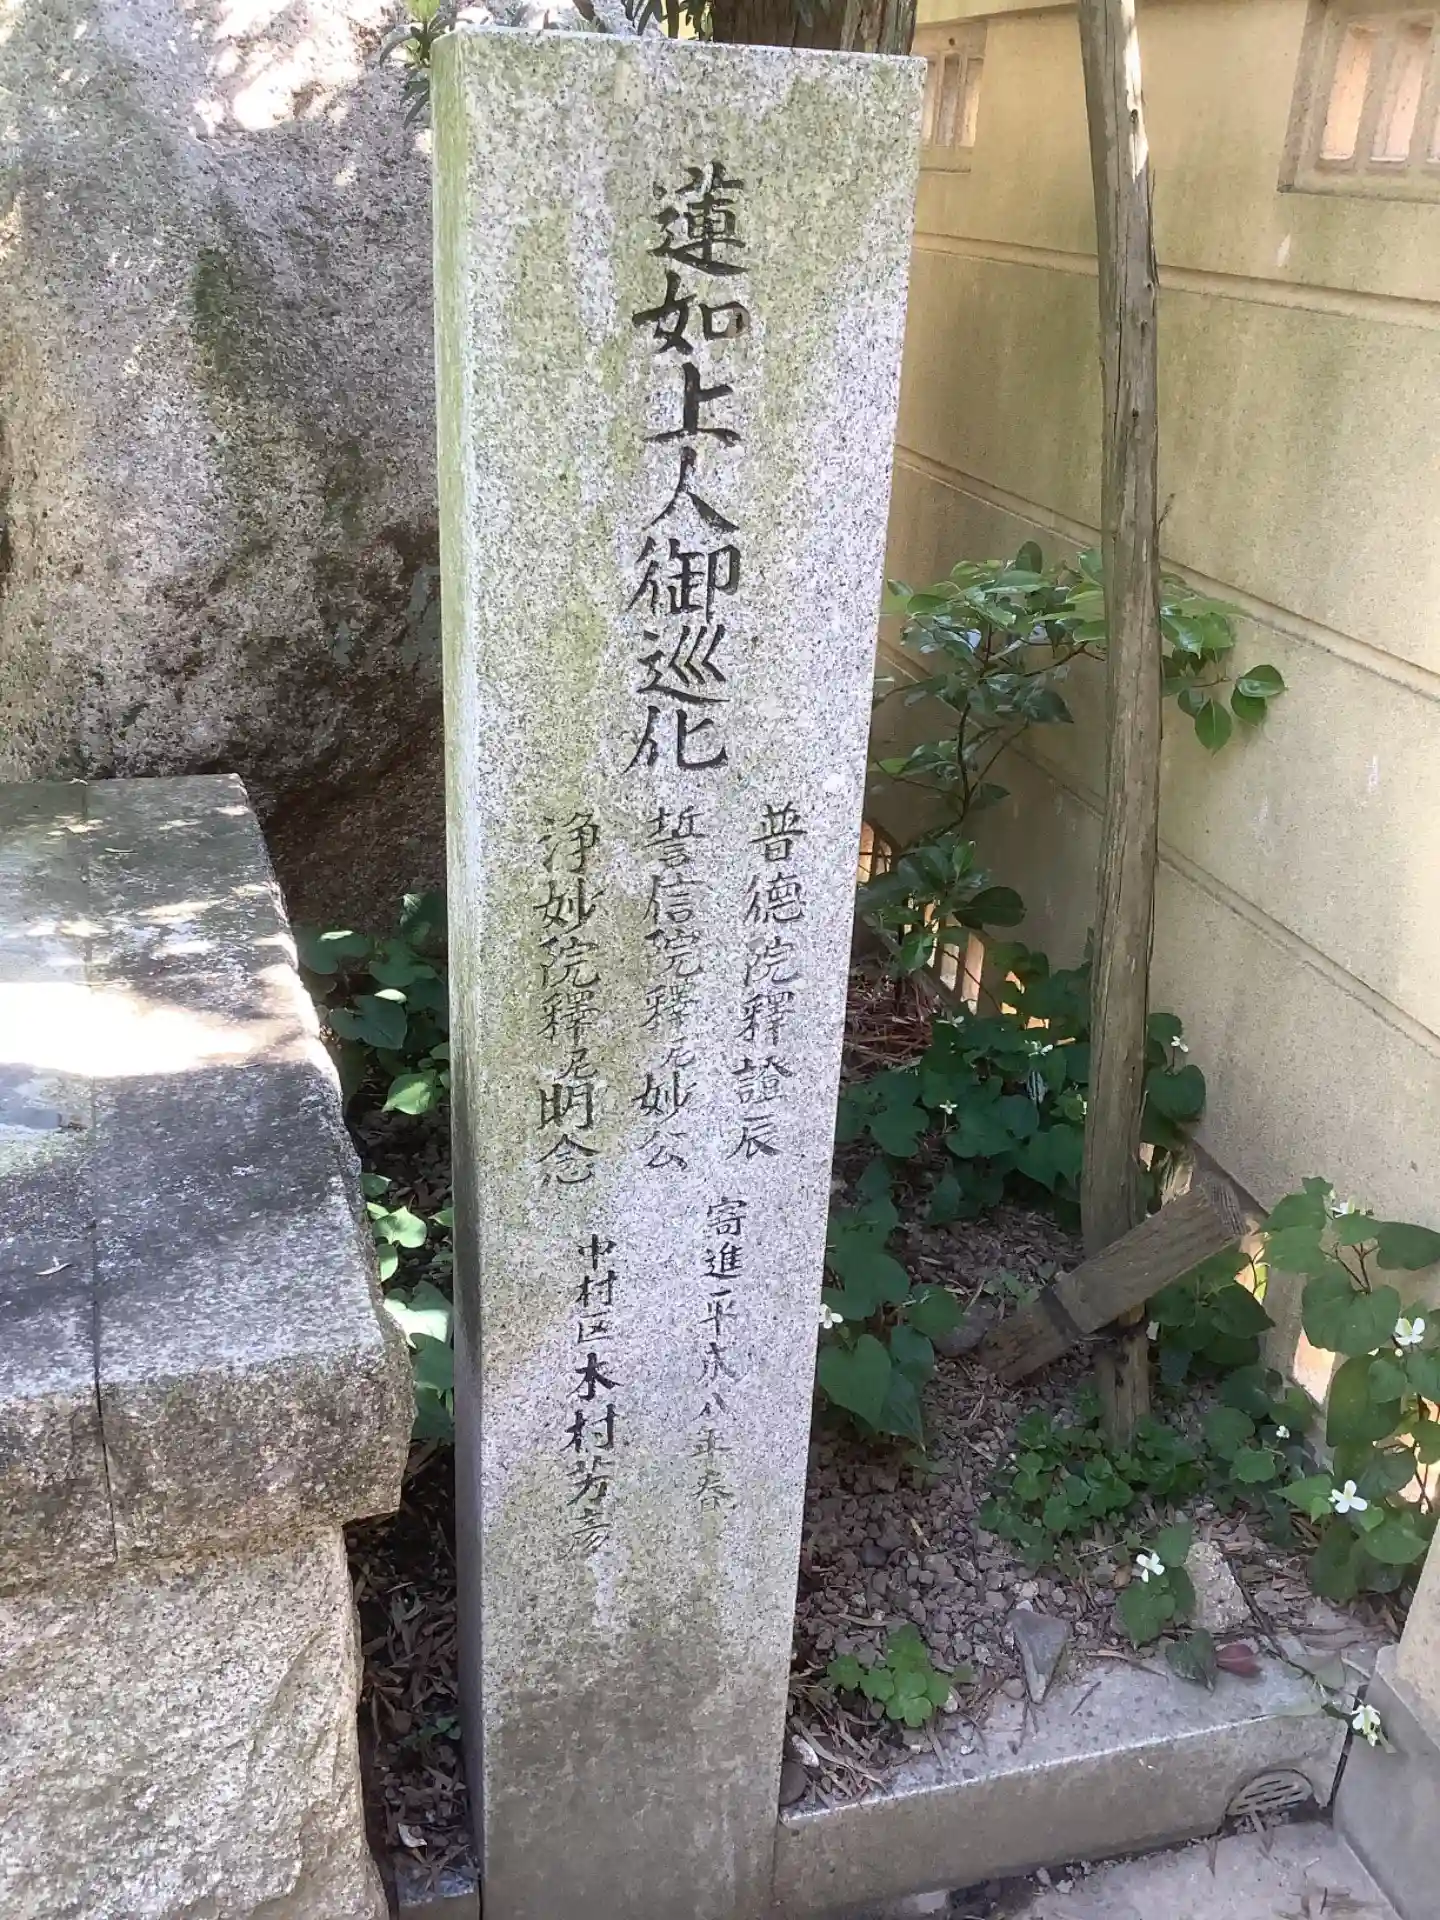 蓮如上人御巡化
普徳院釋證辰
誓信院釋尼妙公
浄妙院釋尼明念
寄進平成八年春
中村区木村芳彦